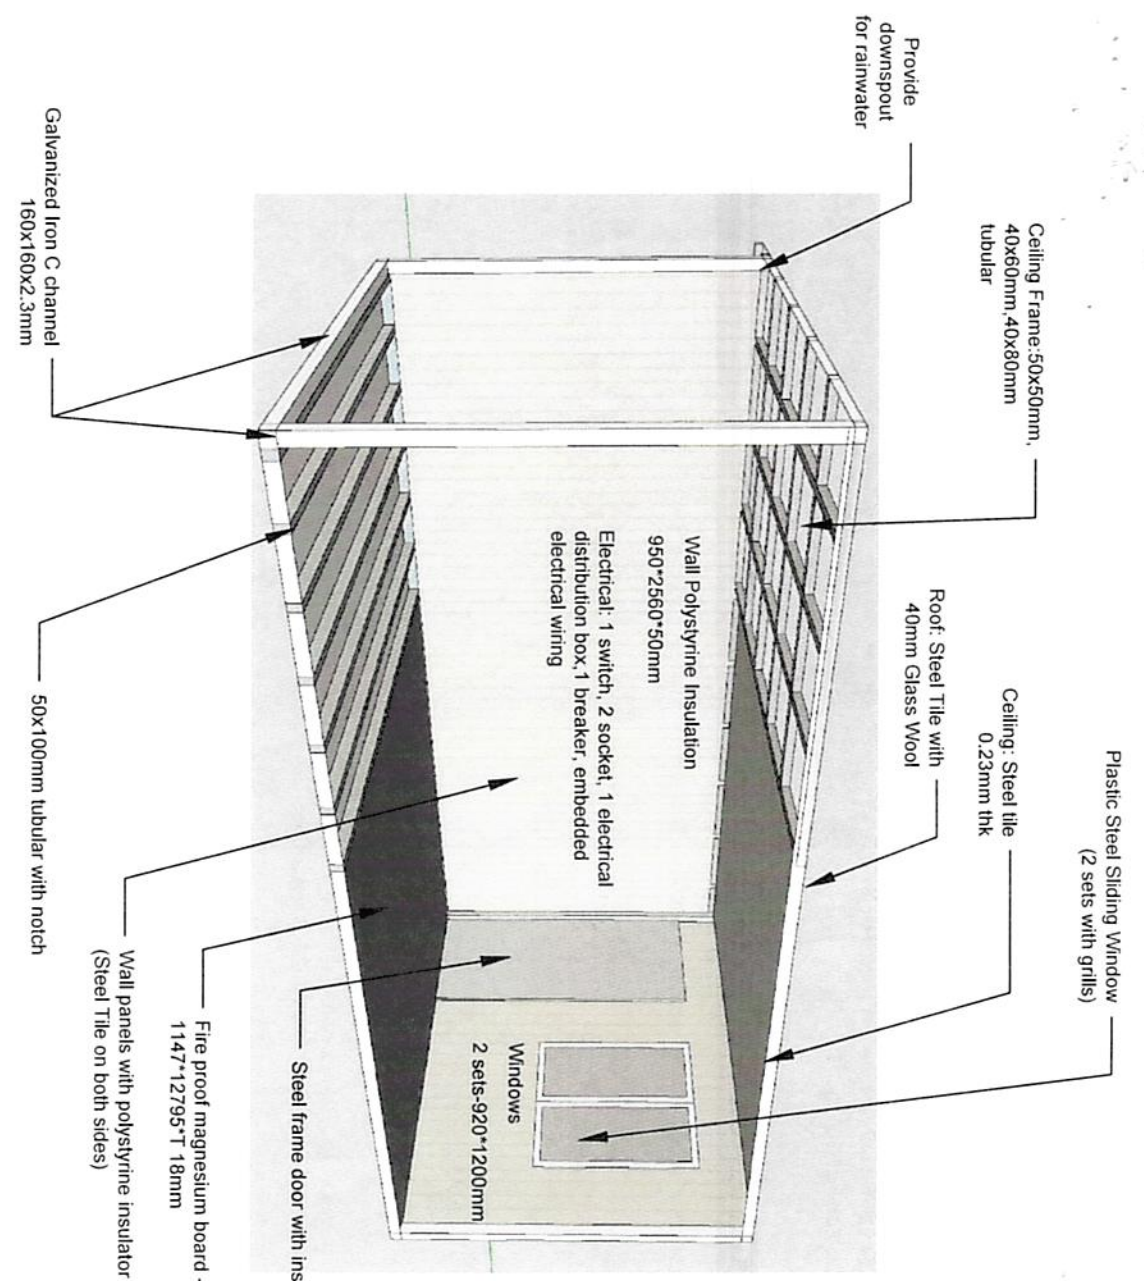 Provide
downspout
for rainwater
Ceiling Frame:50x50mm,
40x60mm,40x80mm
tubular
Roof: Steel Tile with
40mm Glass Wool
Ceiling: Steel tile
0.23mm thk
Plastic Steel Sliding Window
(2 sets with grills)
Wall Polystyrine Insulation
950*2560*50mm
Electrical: 1 switch, 2 socket, 1 electrical
distribution box,1 breaker, embedded
electrical wiring
Windows
2 sets-920*1200mm
Galvanized Iron C channel
160x160x2.3mm
50x100mm tubular with notch
Wall panels with polystyrine insulator
(Steel Tile on both sides)
Fire proof magnesium board -
1147*12795*T 18mm
Steel frame door with ins